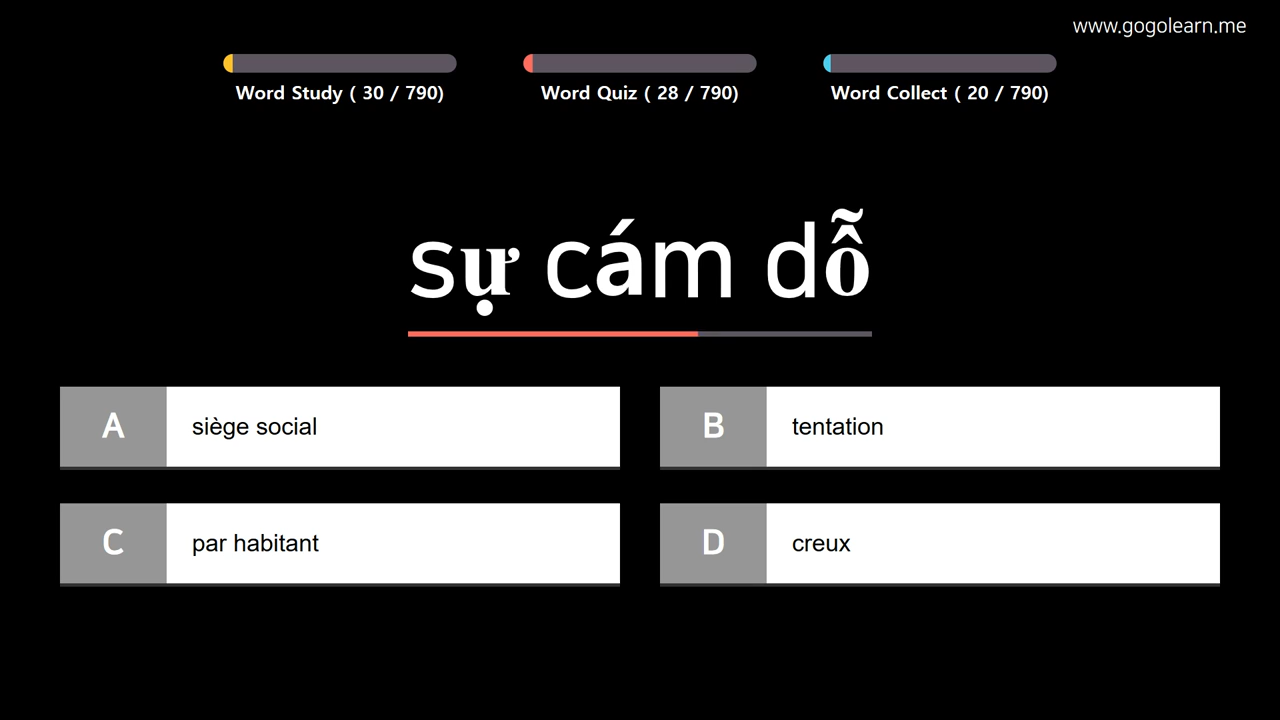 www.gogolearn.me
Word Study ( 30 / 790)
Word Quiz ( 28 / 790)
Word Collect ( 20 / 790)
sự cám dỗ
A siège social
B tentation
C par habitant
D creux